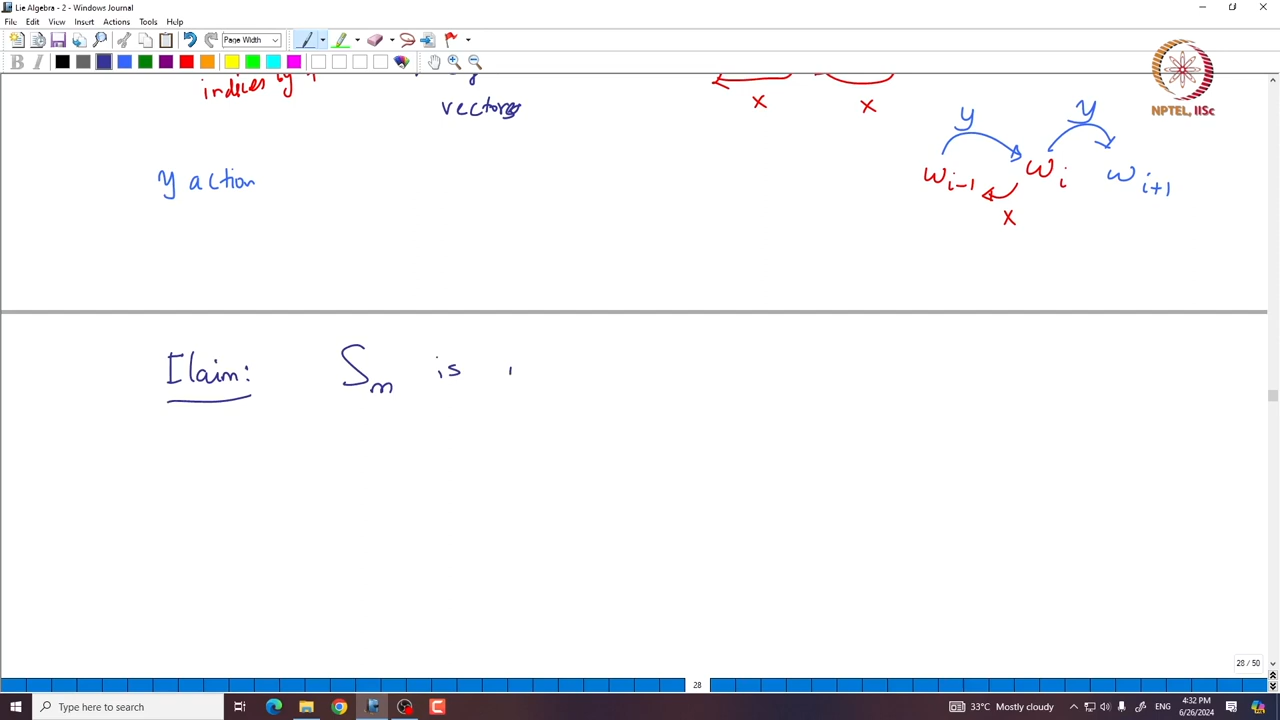 Lie Algebra - 2 - Windows Journal
File Edit View Insert Actions Tools Help
Page Width
B I
NPTEL, IISc
indices by
vectors
x x
y y
w i-1 w i w i+1
x
y action
Claim: S m is
28 / 50
28
Type here to search
33°C Mostly cloudy
ENG
4:32 PM
6/26/2024